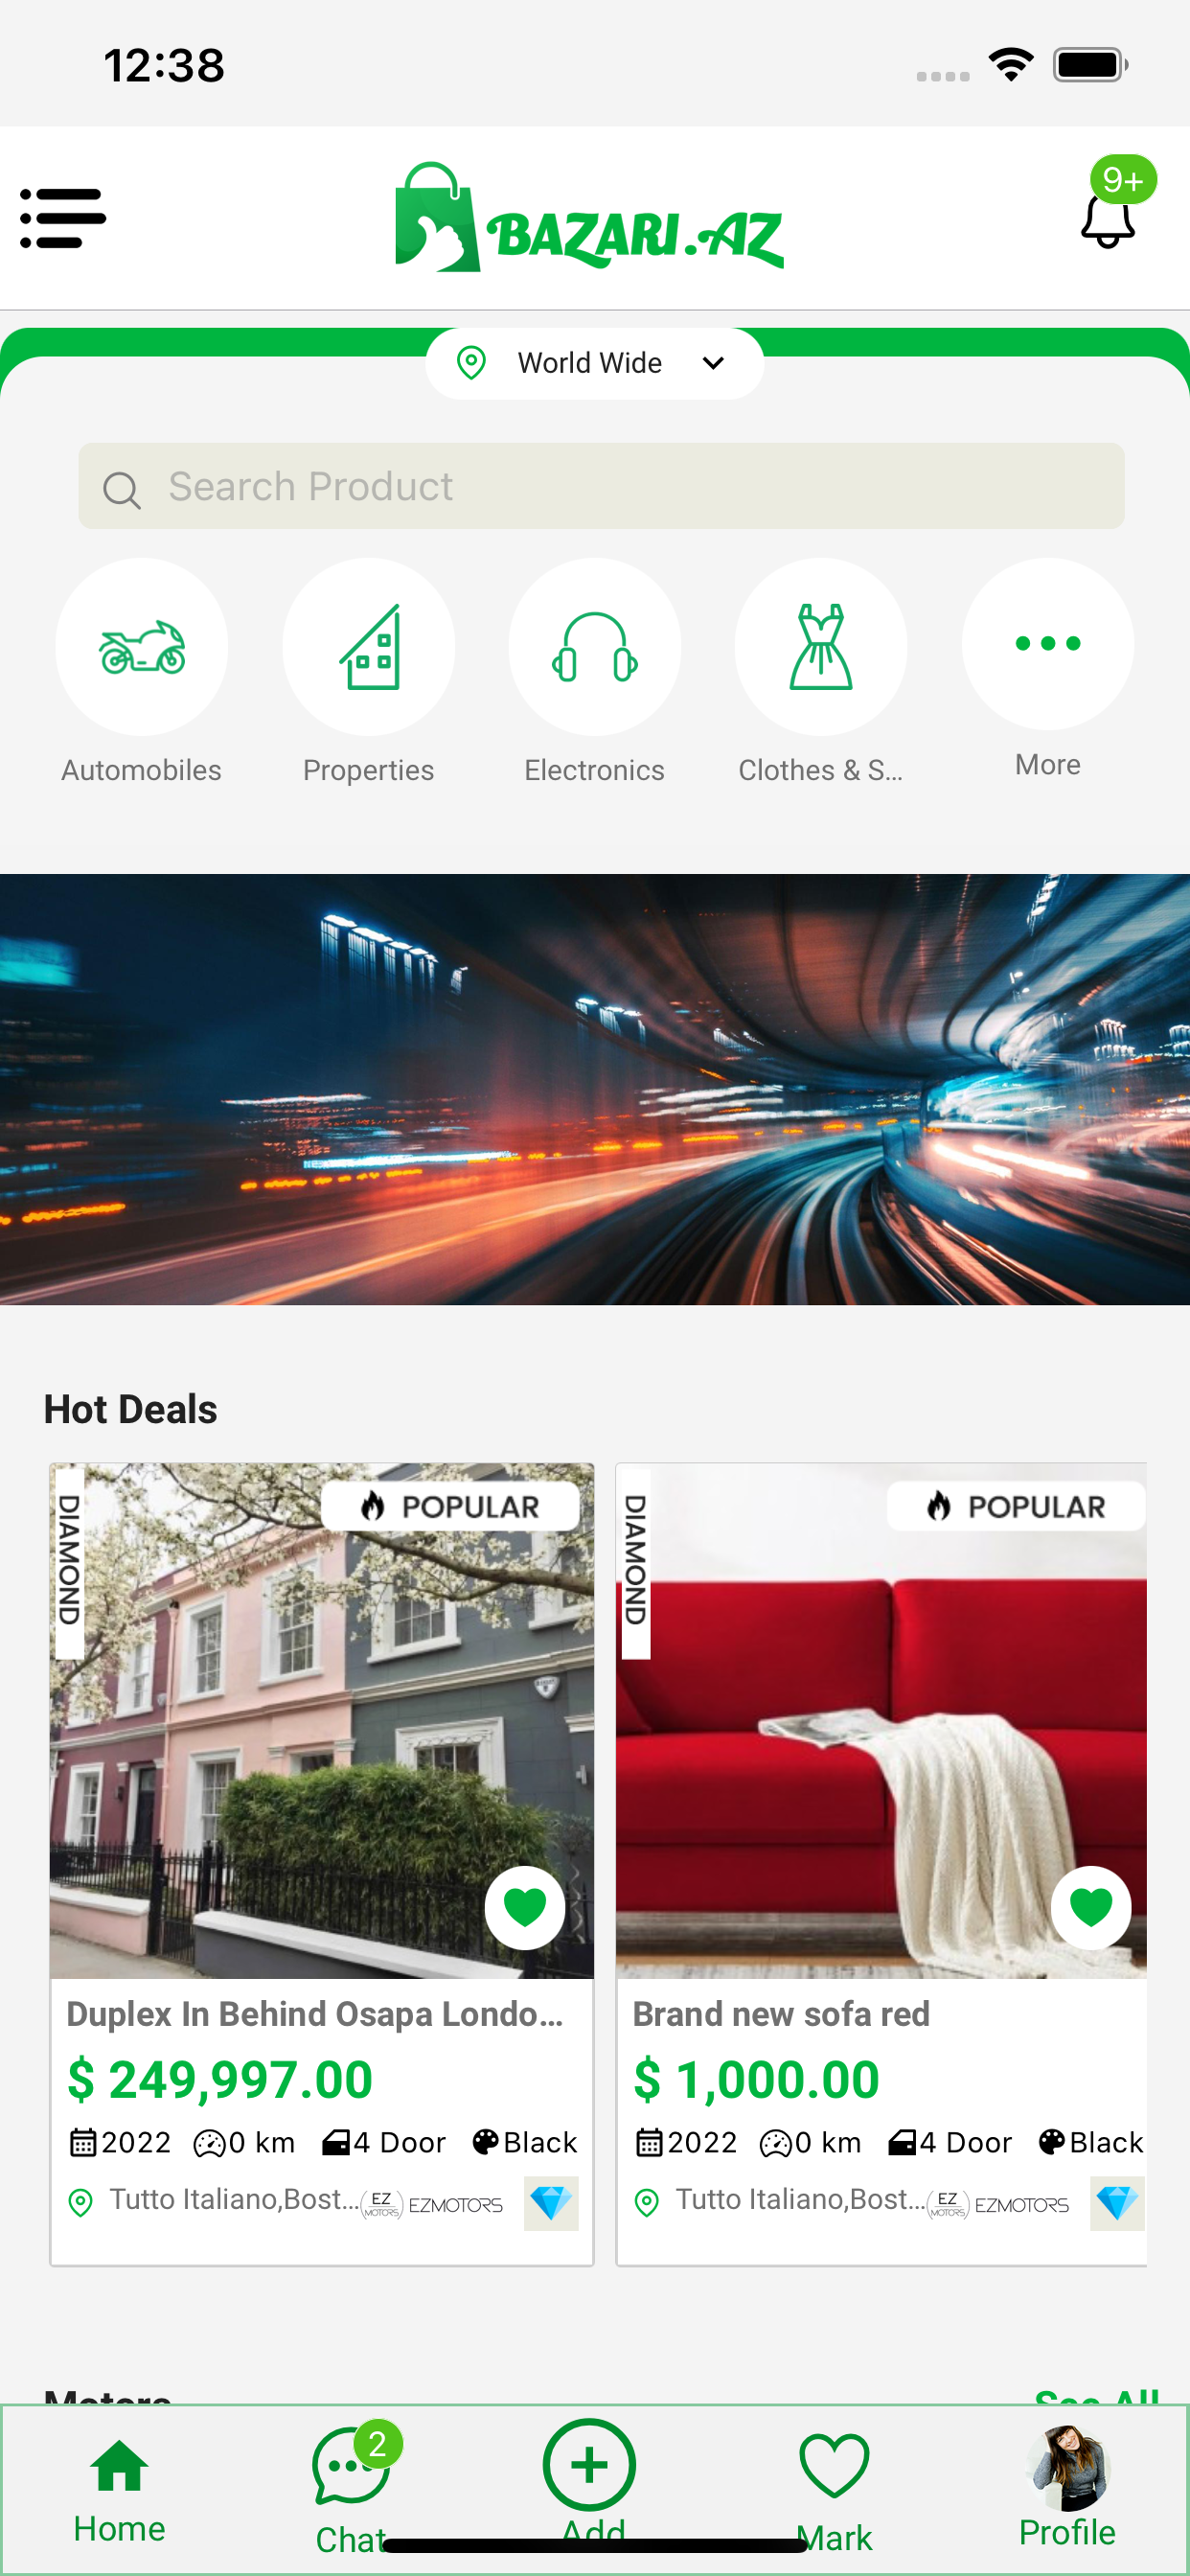 12:38
BAZARI.AZ
9+
World Wide
Search Product
Automobiles
Properties
Electronics
Clothes & S...
More
Hot Deals
DIAMOND
POPULAR
DIAMOND
POPULAR
Duplex In Behind Osapa Londo...
$ 249,997.00
2022 0 km 4 Door Black
Tutto Italiano,Bost... EZ MOTORS EZMOTORS
Brand new sofa red
$ 1,000.00
2022 0 km 4 Door Black
Tutto Italiano,Bost... EZ MOTORS EZMOTORS
Motors
See All
Home
2
Chat
Add
Mark
Profile